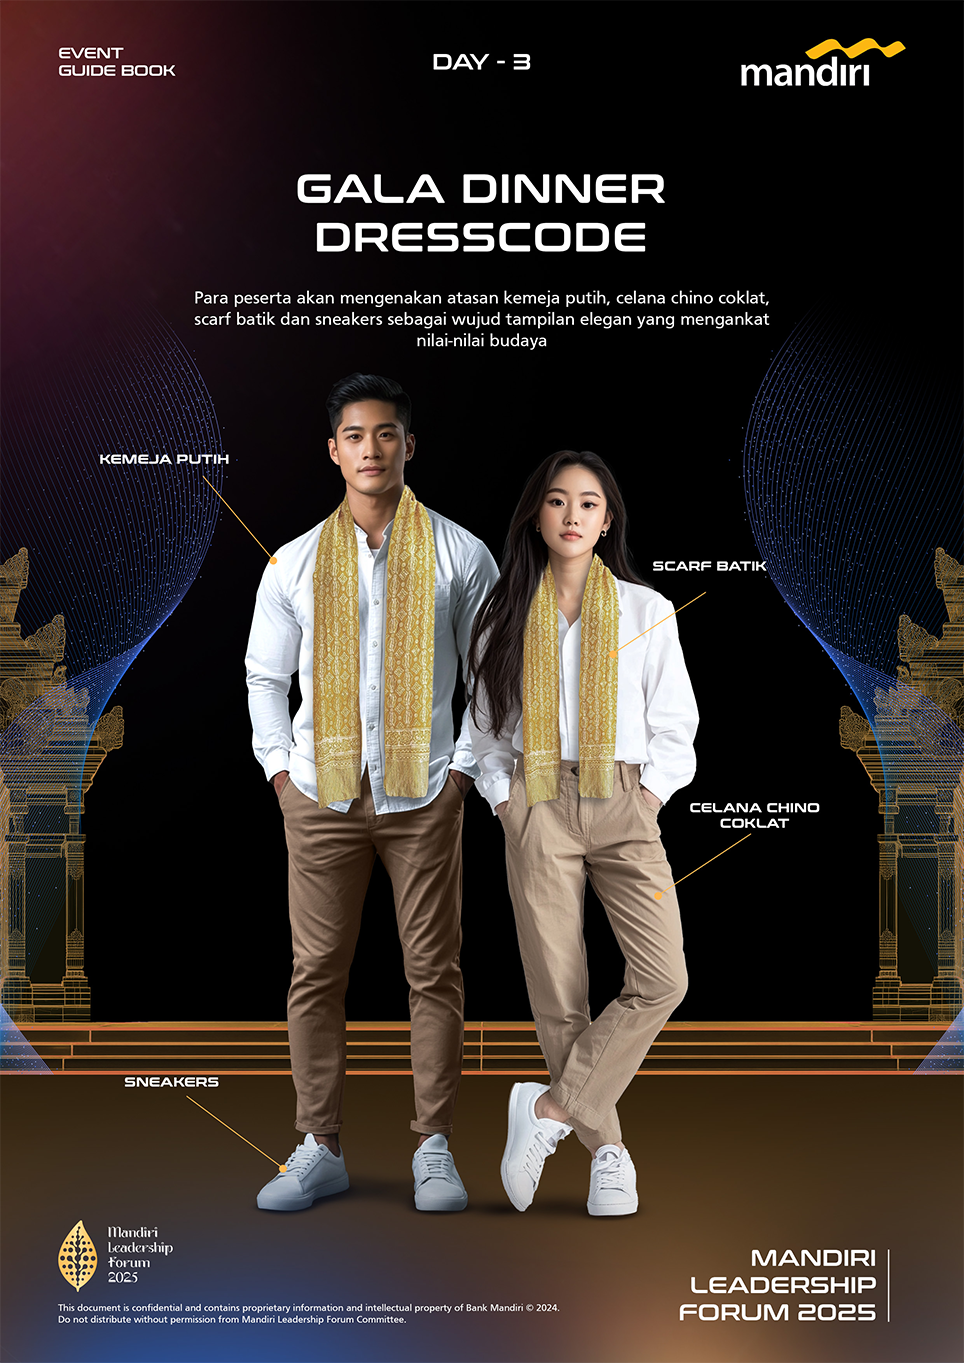 EVENT
GUIDE BOOK
DAY - 3
mandiri
GALA DINNER
DRESSCODE
Para peserta akan mengenakan atasan kemeja putih, celana chino coklat,
scarf batik dan sneakers sebagai wujud tampilan elegan yang mengankat
nilai-nilai budaya
KEMEJA PUTIH
SCARF BATIK
CELANA CHINO
COKLAT
SNEAKERS
Mandiri
Leadership
Forum
2025
This document is confidential and contains proprietary information and intellectual property of Bank Mandiri © 2024.
Do not distribute without permission from Mandiri Leadership Forum Committee.
MANDIRI
LEADERSHIP
FORUM 2025